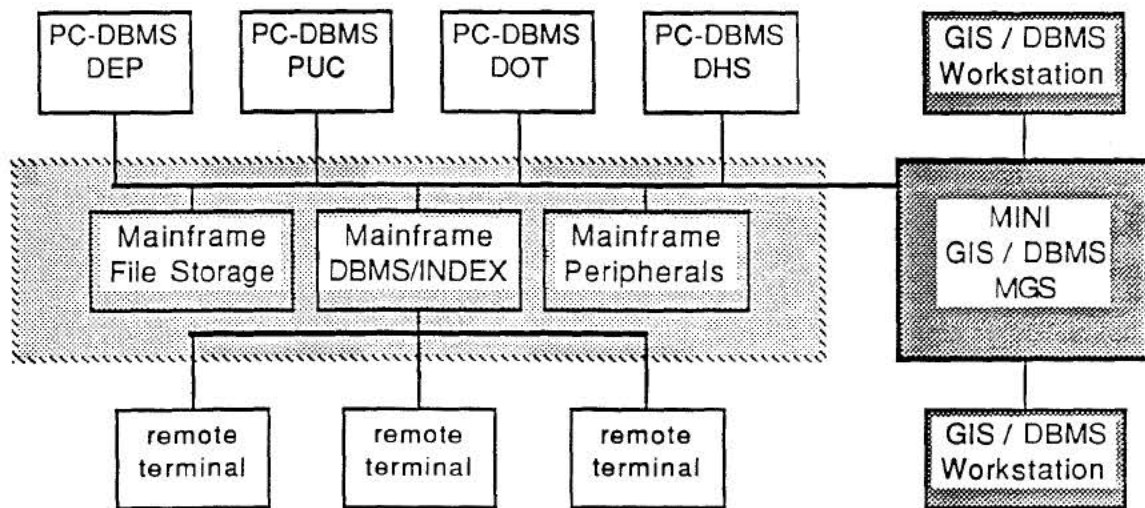 PC-DBMS
DEP
PC-DBMS
PUC
PC-DBMS
DOT
PC-DBMS
DHS
GIS / DBMS
Workstation
Mainframe
File Storage
Mainframe
DBMS/INDEX
Mainframe
Peripherals
MINI
GIS / DBMS
MGS
remote
terminal
remote
terminal
remote
terminal
GIS / DBMS
Workstation